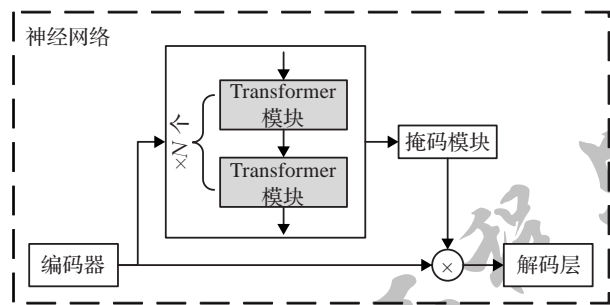 神经网络
Transformer
模块
×N个
Transformer
模块
掩码模块
编码器
×
解码层